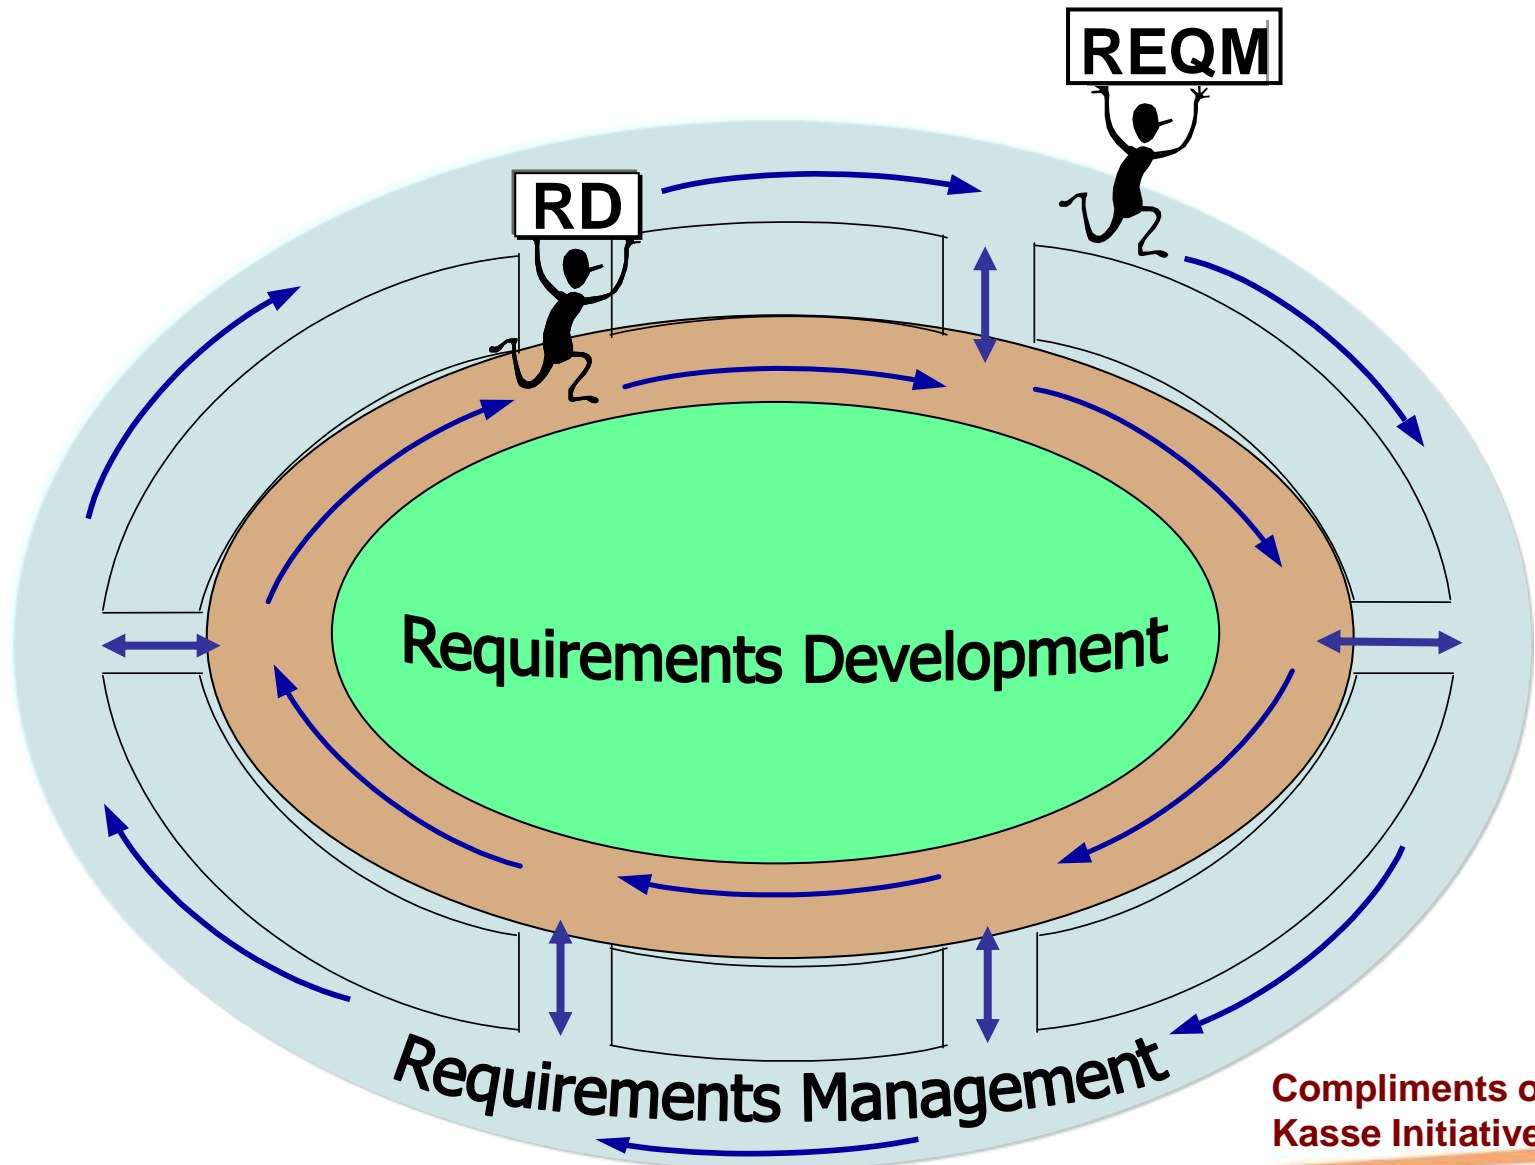 REQM
RD
Requirements Development
Requirements Management
Compliments
Kasse Initiative